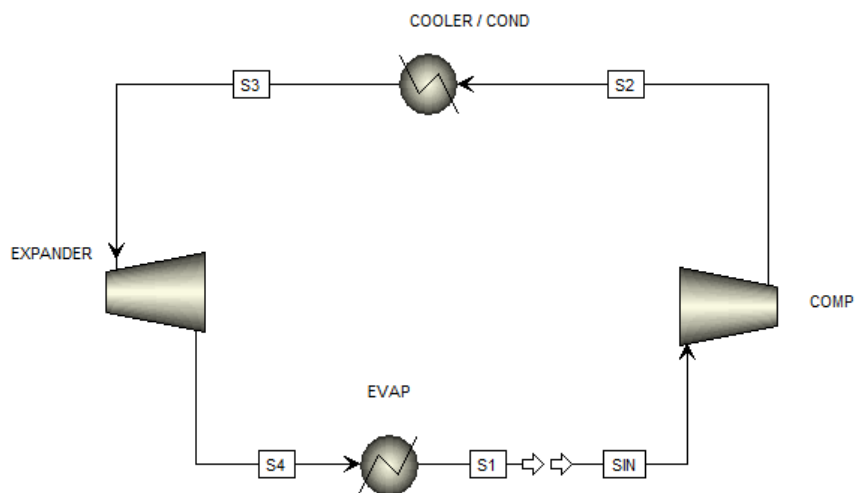 COOLER / COND
S3
S2
EXPANDER
COMP
EVAP
S4
S1
SIN